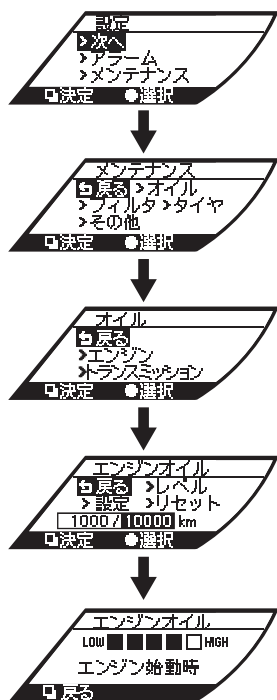 設定
>次へ
>アラーム
>メンテナンス
決定 ●選択
メンテナンス
戻る >オイル
>フィルタ >タイヤ
>その他
決定 ●選択
オイル
戻る
>エンジン
>トランスミッション
決定 ●選択
エンジンオイル
戻る >レベル
>設定 >リセット
1000 / 10000 km
決定 ●選択
エンジンオイル
LOW ■■■■□ HIGH
エンジン始動時
戻る